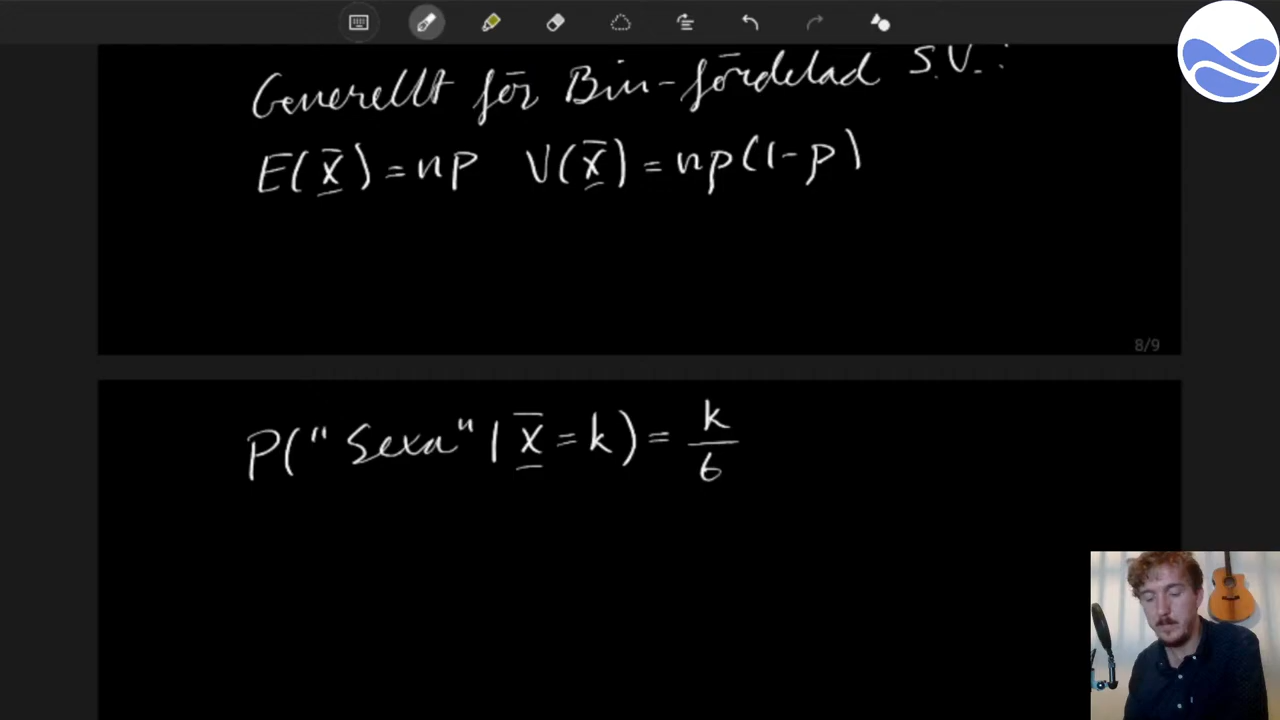 Generellt för Bin-fördelad S.V.:
E(X) = np V(X) = np(1-p)
8/9
P("Sexa" | X = k) = k/6